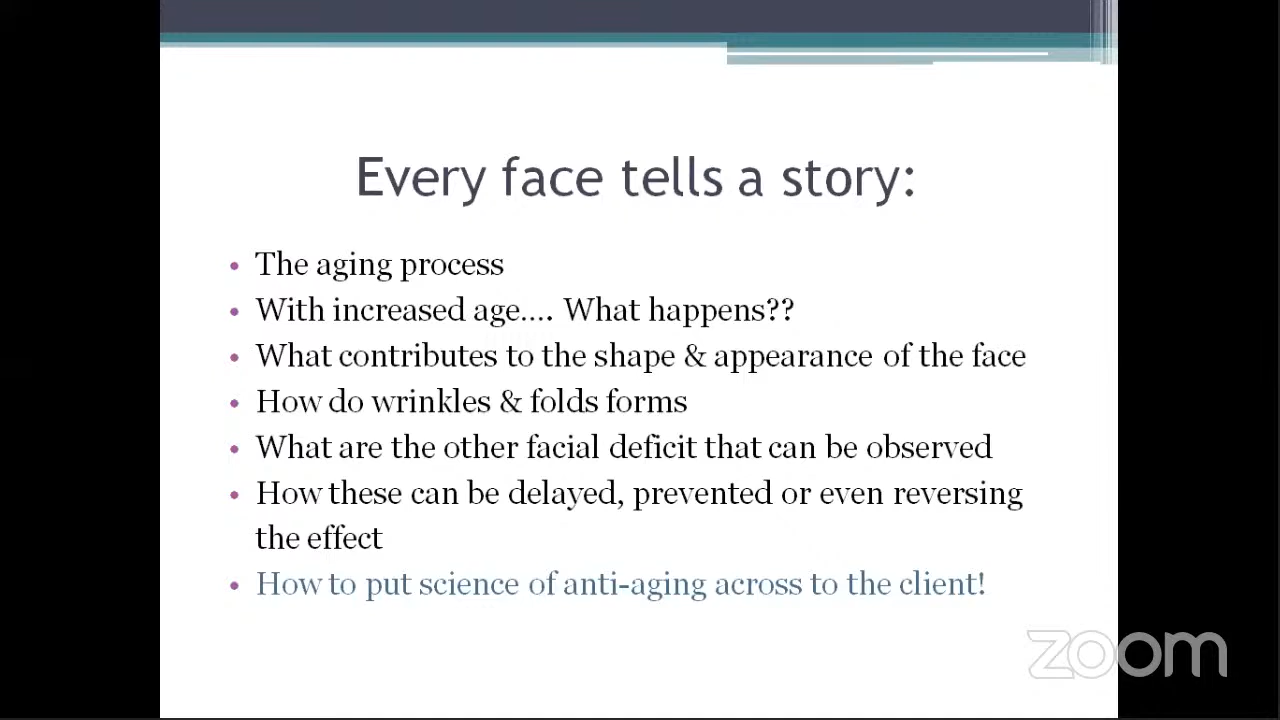 Every face tells a story:
• The aging process
• With increased age.... What happens??
• What contributes to the shape & appearance of the face
• How do wrinkles & folds forms
• What are the other facial deficit that can be observed
• How these can be delayed, prevented or even reversing
the effect
• How to put science of anti-aging across to the client!
zoom